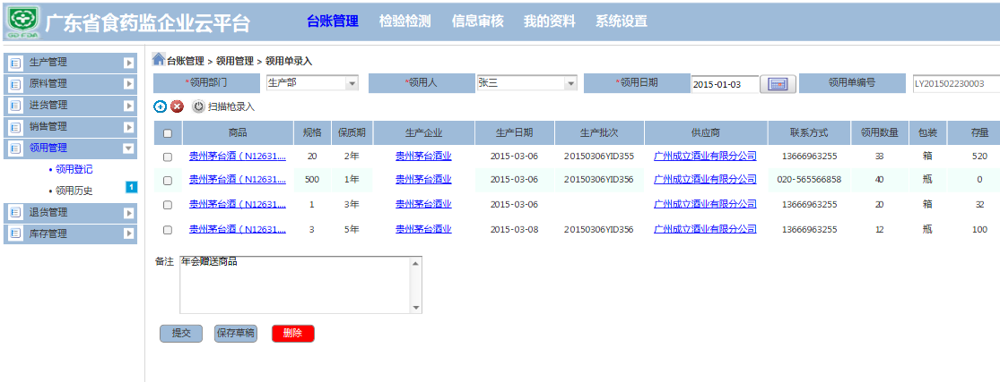 广东省食药监企业云平台 台账管理 检验检测 信息审核 我的资料 系统设置
生产管理
原料管理
进货管理
销售管理
领用管理
领用登记
领用历史 1
退货管理
库存管理
台账管理 > 领用管理 > 领用单录入
*领用部门 生产部 *领用人 张三 *领用日期 2015-01-03 领用单编号 LY201502230003
扫描枪录入
商品 规格 保质期 生产企业 生产日期 生产批次 供应商 联系方式 领用数量 包装 存量
贵州茅台酒（N12631.... 20 2年 贵州茅台酒业 2015-03-06 20150306YID355 广州成立酒业有限分公司 13666963255 33 箱 520
贵州茅台酒（N12631.... 500 1年 贵州茅台酒业 2015-03-06 20150306YID356 广州成立酒业有限分公司 020-565566858 40 瓶 0
贵州茅台酒（N12631.... 1 3年 贵州茅台酒业 2015-03-06 广州成立酒业有限分公司 13666963255 20 箱 32
贵州茅台酒（N12631.... 3 5年 贵州茅台酒业 2015-03-08 20150306YID356 广州成立酒业有限分公司 13666963255 12 瓶 100
备注 年会赠送商品
提交 保存草稿 删除